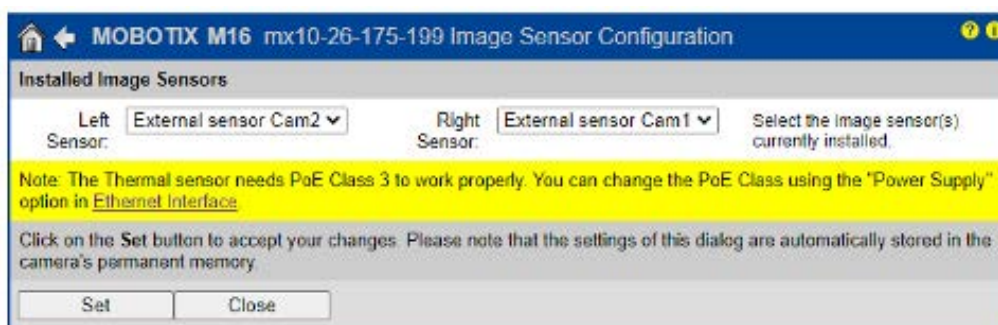 MOBOTIX M16 mx10-26-175-199 Image Sensor Configuration
Installed Image Sensors
Left Sensor: External sensor Cam2 Right Sensor: External sensor Cam1 Select the image sensor(s) currently installed.
Note: The Thermal sensor needs PoE Class 3 to work properly. You can change the PoE Class using the "Power Supply"
option in Ethernet Interface.
Click on the Set button to accept your changes. Please note that the settings of this dialog are automatically stored in the
camera's permanent memory.
Set Close